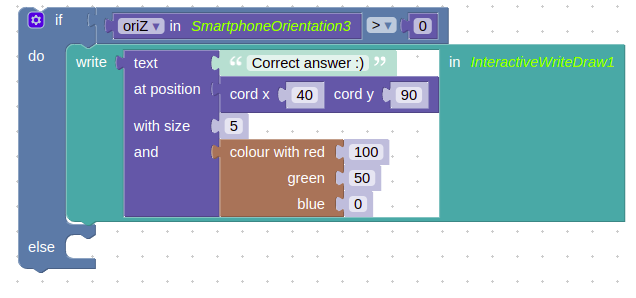 if oriZ ▾ in SmartphoneOrientation3 > ▾ 0
do write text “ Correct answer :) ” in InteractiveWriteDraw1
at position cord x 40 cord y 90
with size 5
and colour with red 100
green 50
blue 0
else